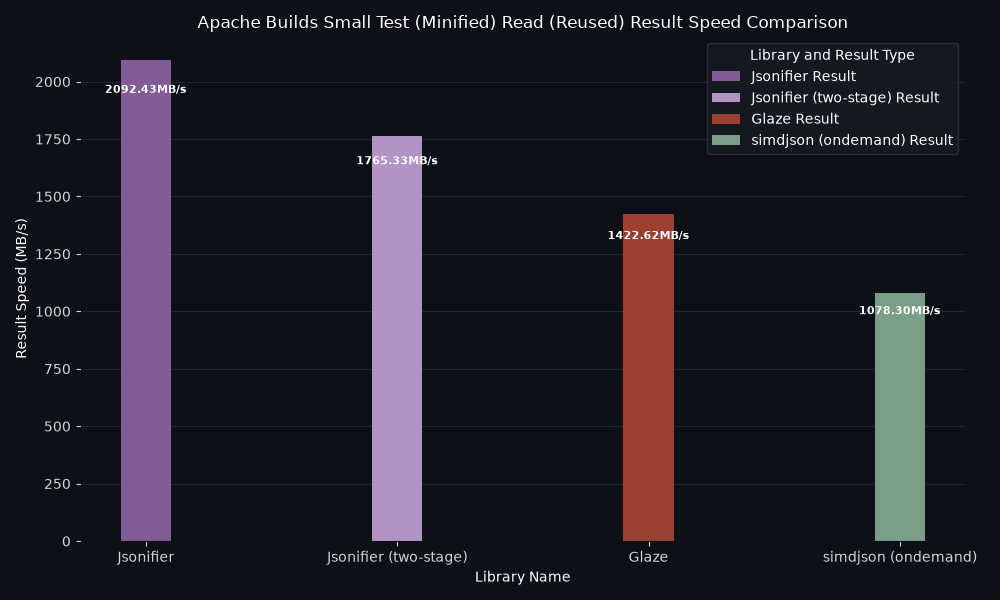 Apache Builds Small Test (Minified) Read (Reused) Result Speed Comparison
Library and Result Type
Jsonifier Result
Jsonifier (two-stage) Result
Glaze Result
simdjson (ondemand) Result
Result Speed (MB/s)
2000
1750
1500
1250
1000
750
500
250
0
2092.43MB/s
1765.33MB/s
1422.62MB/s
1078.30MB/s
Jsonifier
Jsonifier (two-stage)
Glaze
simdjson (ondemand)
Library Name